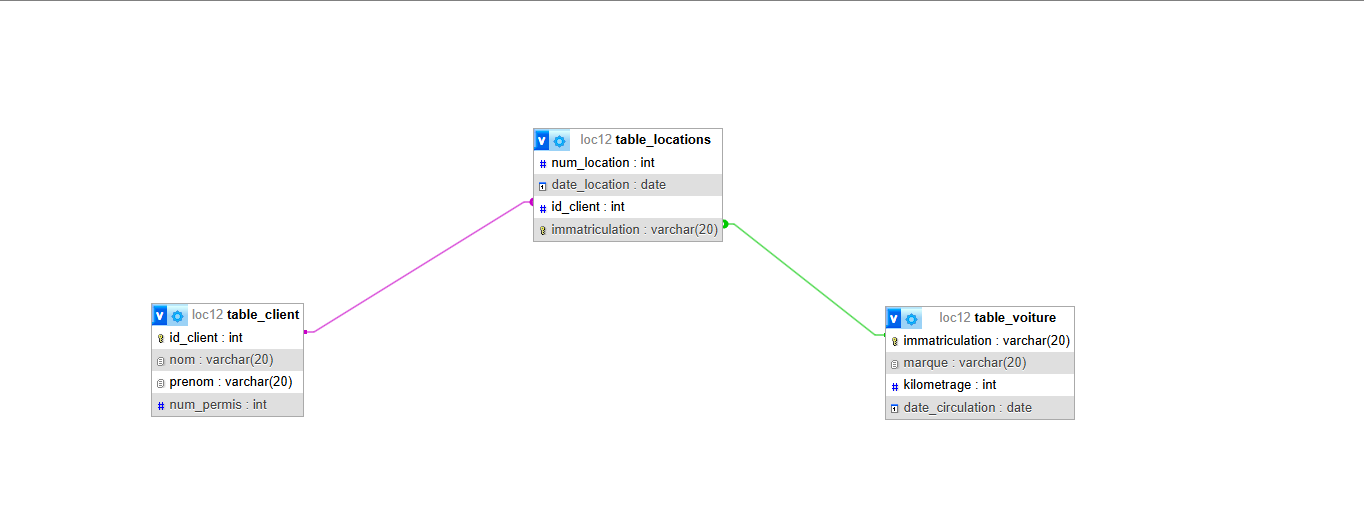 loc12 table_locations
# num_location : int
date_location : date
# id_client : int
immatriculation : varchar(20)
loc12 table_client
id_client : int
nom : varchar(20)
prenom : varchar(20)
# num_permis : int
loc12 table_voiture
immatriculation : varchar(20)
marque : varchar(20)
# kilometrage : int
date_circulation : date